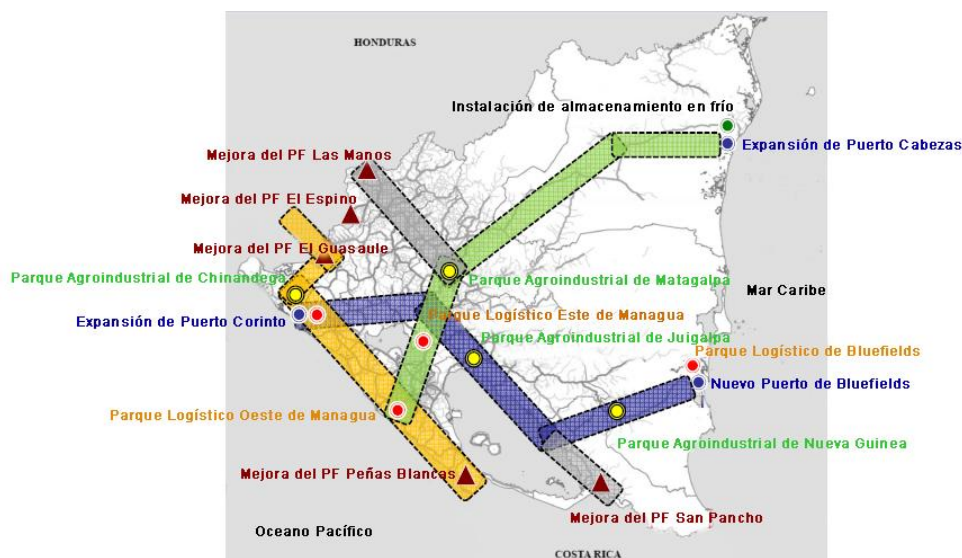 HONDURAS
Instalación de almacenamiento en frío
Expansión de Puerto Cabezas
Mejora del PF Las Manos
Mejora del PF El Espino
Mejora del PF El Guasaule
Parque Agroindustrial de Chinandega
Parque Agroindustrial de Matagalpa
Mar Caribe
Expansión de Puerto Corinto
Parque Logístico Este de Managua
Parque Agroindustrial de Juigalpa
Parque Logístico de Bluefields
Nuevo Puerto de Bluefields
Parque Logístico Oeste de Managua
Parque Agroindustrial de Nueva Guinea
Mejora del PF Peñas Blancas
Mejora del PF San Pancho
Oceano Pacífico
COSTA RICA